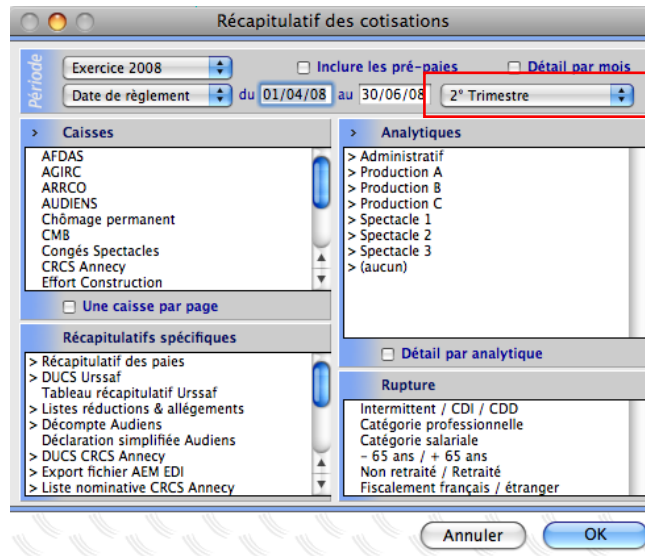 Récapitulatif des cotisations
Période
Exercice 2008
Inclure les pré-paies
Détail par mois
Date de règlement du 01/04/08 au 30/06/08 2° Trimestre
> Caisses
AFDAS
AGIRC
ARRCO
AUDIENS
Chômage permanent
CMB
Congés Spectacles
CRCS Annecy
Effort Construction
Une caisse par page
> Analytiques
> Administratif
> Production A
> Production B
> Production C
> Spectacle 1
> Spectacle 2
> Spectacle 3
> (aucun)
Détail par analytique
Récapitulatifs spécifiques
> Récapitulatif des paies
> DUCS Urssaf
Tableau récapitulatif Urssaf
> Listes réductions & allégements
> Décompte Audiens
Déclaration simplifiée Audiens
> DUCS CRCS Annecy
> Export fichier AEM EDI
> Liste nominative CRCS Annecy
Rupture
Intermittent / CDI / CDD
Catégorie professionnelle
Catégorie salariale
- 65 ans / + 65 ans
Non retraité / Retraité
Fiscalement français / étranger
Annuler
OK